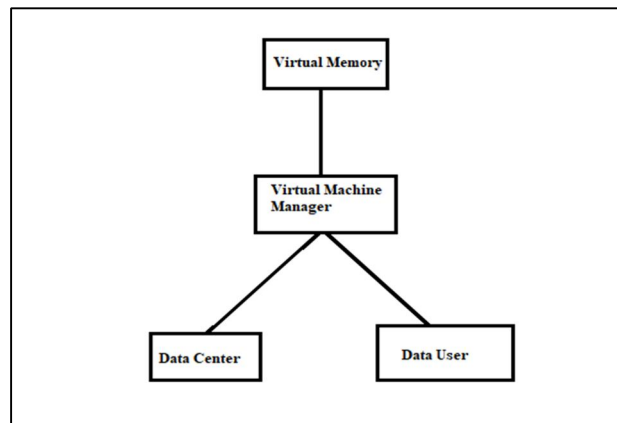 Virtual Memory
Virtual Machine
Manager
Data Center
Data User